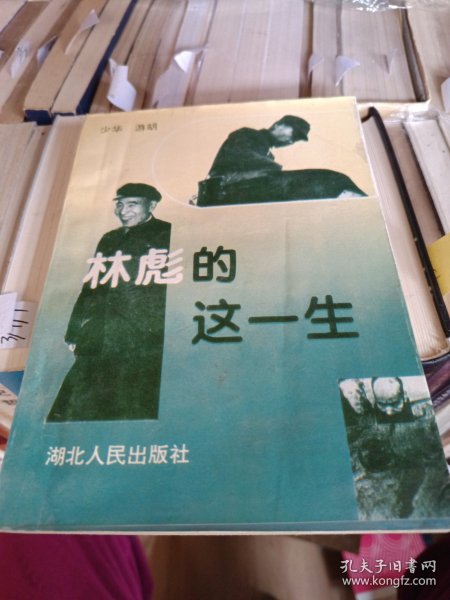 少华 游胡
林彪的
这一生
湖北人民出版社
孔夫子旧书网
www.kongfz.com